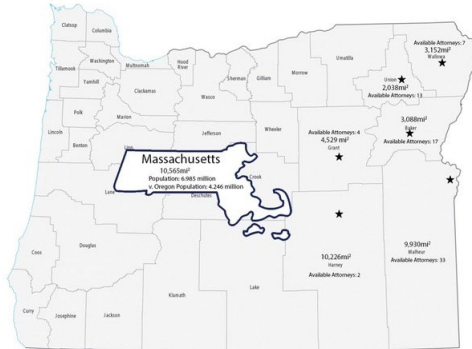 Clatsop
Columbia
Tillamook
Washington
Multnomah
Hood
River
Yamhill
Clackamas
Sherman
Gilliam
Morrow
Umatilla
Available Attorneys: 7
3,152mi²
Wallowa
Union
2,038mi²
Available Attorneys: 13
Wasco
Polk
Marion
Lincoln
Benton
Linn
Jefferson
Wheeler
Available Attorneys: 4
4,529 mi²
Grant
3,088mi²
Baker
Available Attorneys: 17
Massachusetts
10,565mi²
Population: 6.985 million
v. Oregon Population: 4.246 million
Crook
Lane
Deschutes
Coos
Douglas
10,226mi²
Harney
Available Attorneys: 2
9,930mi²
Malheur
Available Attorneys: 33
Curry
Josephine
Jackson
Klamath
Lake